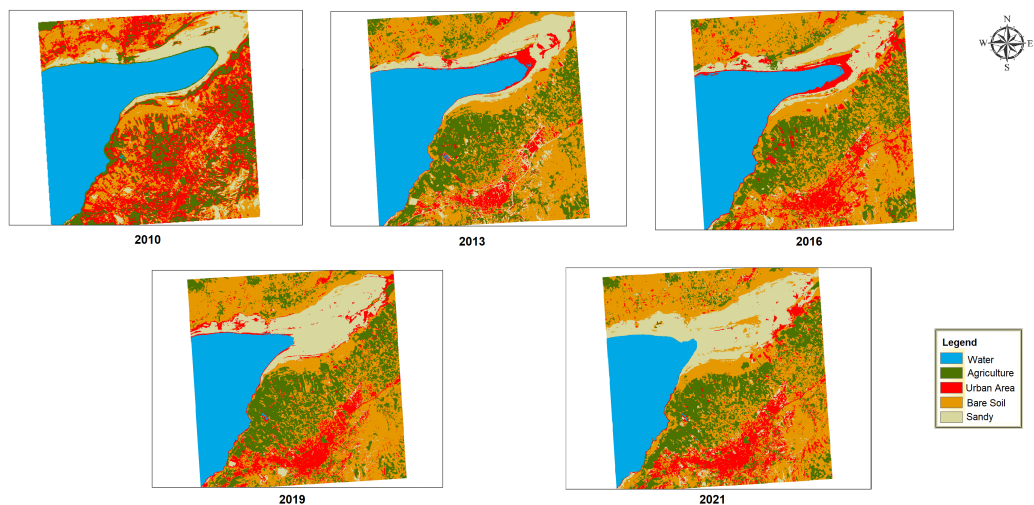 N
W E
S
2010
2013
2016
2019
2021
Legend
Water
Agriculture
Urban Area
Bare Soil
Sandy